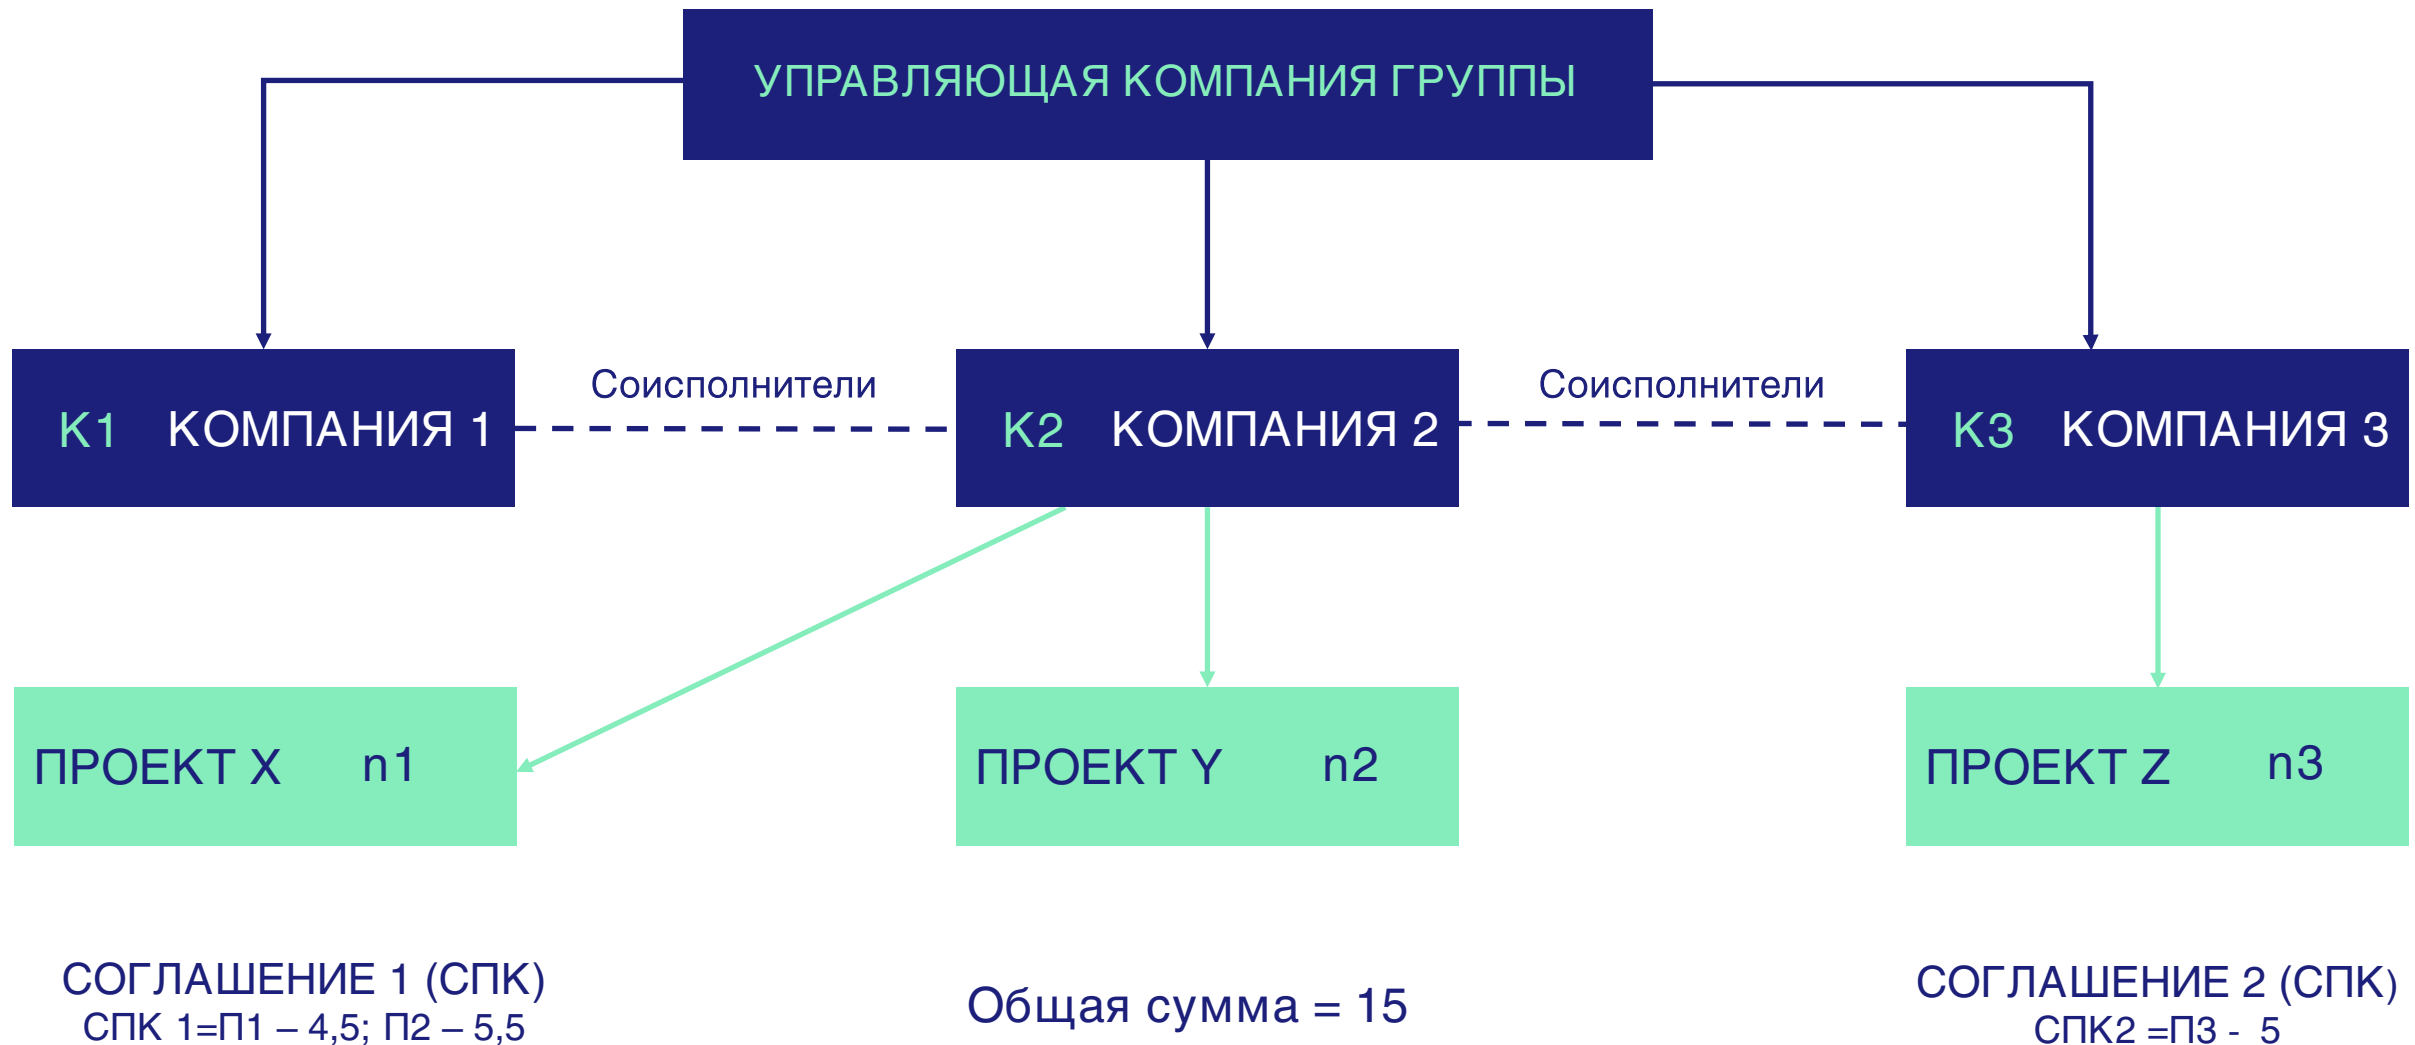 УПРАВЛЯЮЩАЯ КОМПАНИЯ ГРУППЫ
Соисполнители
Соисполнители
К1 КОМПАНИЯ 1
К2 КОМПАНИЯ 2
К3 КОМПАНИЯ 3
ПРОЕКТ X n1
ПРОЕКТ Y n2
ПРОЕКТ Z n3
СОГЛАШЕНИЕ 1 (СПК)
СПК 1=П1 – 4,5; П2 – 5,5
Общая сумма = 15
СОГЛАШЕНИЕ 2 (СПК)
СПК2 =П3 - 5